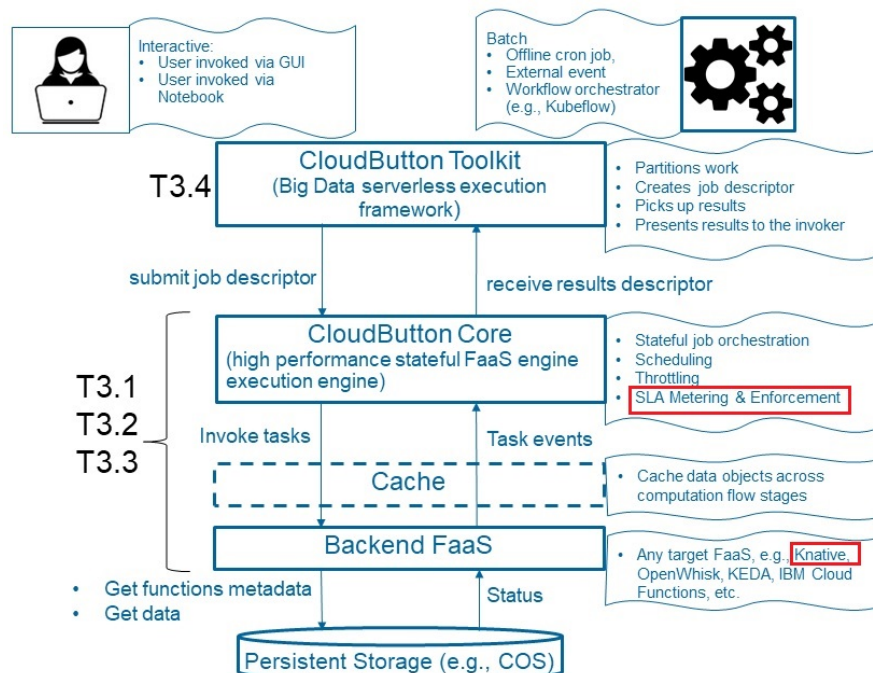 Interactive:
• User invoked via GUI
• User invoked via
Notebook
Batch
• Offline cron job,
• External event
• Workflow orchestrator
(e.g., Kubeflow)
T3.4
CloudButton Toolkit
(Big Data serverless execution
framework)
• Partitions work
• Creates job descriptor
• Picks up results
• Presents results to the invoker
submit job descriptor
receive results descriptor
T3.1
T3.2
T3.3
CloudButton Core
(high performance stateful FaaS engine
execution engine)
• Stateful job orchestration
• Scheduling
• Throttling
• SLA Metering & Enforcement
Invoke tasks
Task events
Cache
• Cache data objects across
computation flow stages
Backend FaaS
• Any target FaaS, e.g., Knative,
OpenWhisk, KEDA, IBM Cloud
Functions, etc.
• Get functions metadata
• Get data
Status
Persistent Storage (e.g., COS)